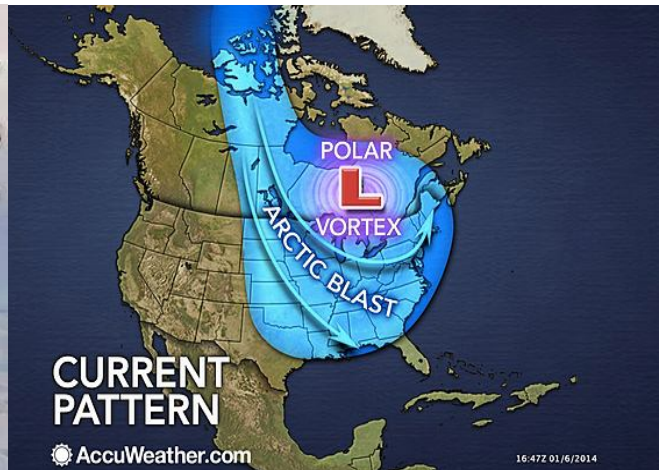 POLAR
L
VORTEX
ARCTIC BLAST
CURRENT
PATTERN
AccuWeather.com
16:47Z 01/6/2014